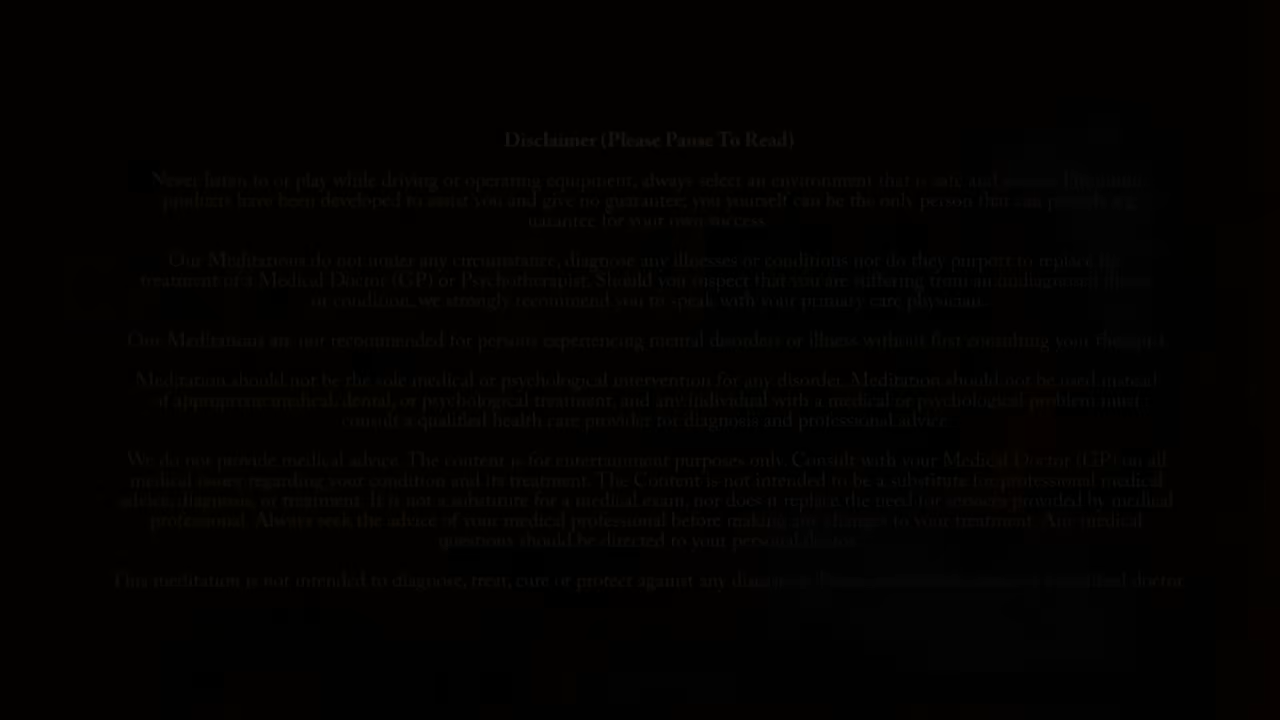 Disclaimer (Please Pause To Read)
Never listen to or play while driving or operating equipment, always select an environment that is safe and
products have been developed to assist you and give no guarantee, you yourself can be the only person that can
guarantee for your own success.
Our Meditations do not under any circumstance, diagnose any illnesses or conditions nor do they purport to replace
treatment of a Medical Doctor (GP) or Psychotherapist. Should you suspect that you are suffering from an undiagnosed
or condition, we strongly recommend you to speak with your primary care physician.
Our Meditations are not recommended for persons experiencing mental disorders or illness without first consulting your therapist.
Meditation should not be the sole medical or psychological intervention for any disorder. Meditation should not be used instead
of appropriate medical, dental, or psychological treatment, and any individual with a medical or psychological problem must
consult a qualified health care provider for diagnosis and professional advice.
We do not provide medical advice. The content is for entertainment purposes only. Consult with your Medical Doctor (GP) on all
medical issues regarding your condition and its treatment. The Content is not intended to be a substitute for professional medical
advice, diagnosis, or treatment. It is not a substitute for a medical exam, nor does it replace the need for services provided by medical
professional. Always seek the advice of your medical professional before making any changes to your treatment. Any medical
questions should be directed to your personal doctor.
This meditation is not intended to diagnose, treat, cure or protect against any doctor